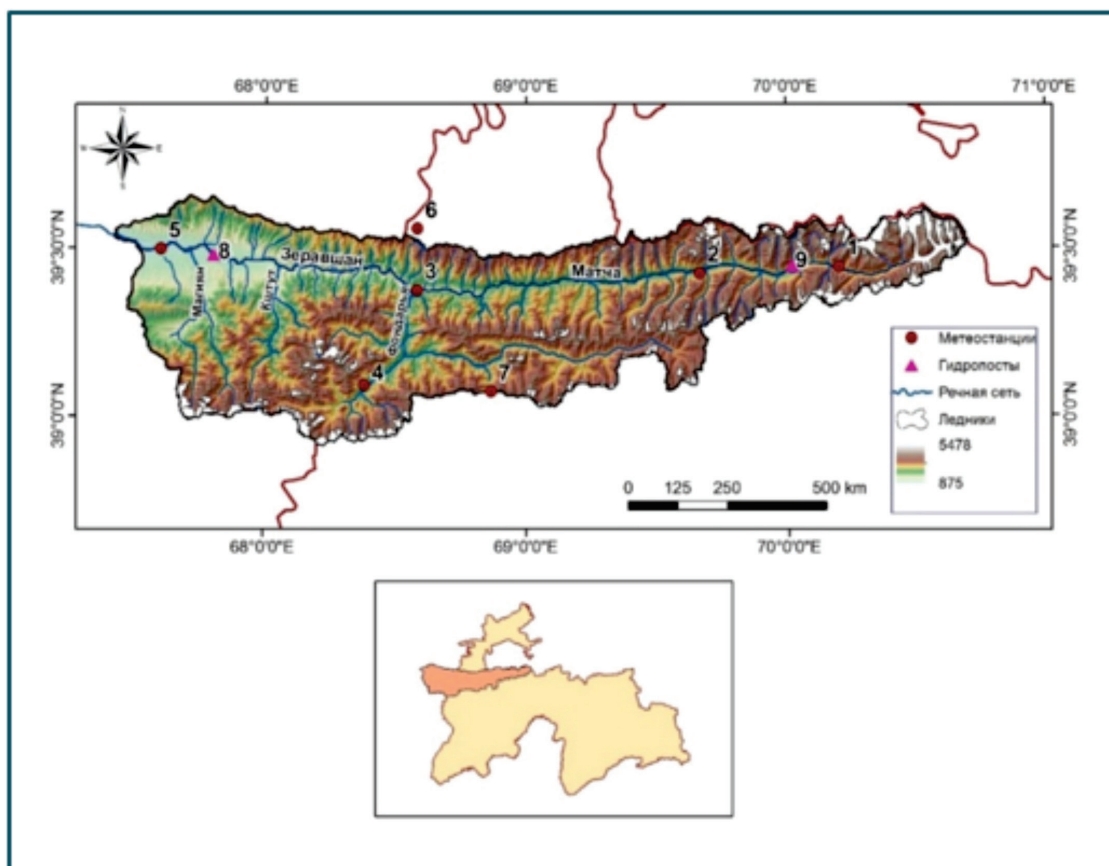 68°0'0"E 69°0'0"E 70°0'0"E 71°0'0"E
N
N E
S
39°30'0"N 39°30'0"N
39°0'0"N 39°0'0"N
6
5
8
Зеравшан
3
Матча
2
9
1
Магиян
Кштут
Фондарья
4
7
Метеостанции
Гидропосты
Речная сеть
Ледники
5478
875
0 125 250 500 km
68°0'0"E 69°0'0"E 70°0'0"E